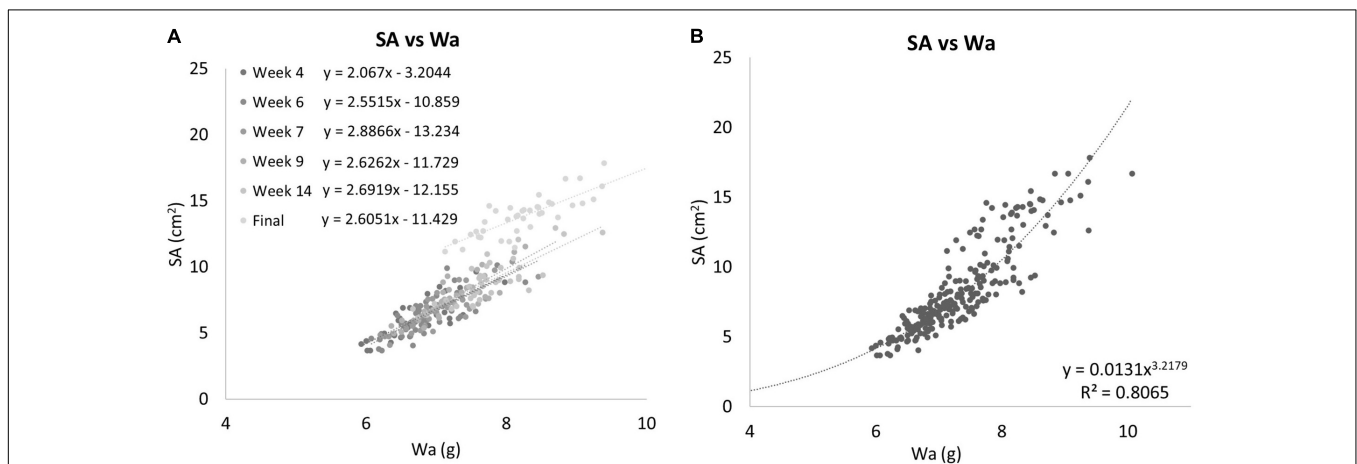 A
SA vs Wa
25
20
15
10
5
0
SA (cm²)
Week 4 y = 2.067x - 3.2044
Week 6 y = 2.5515x - 10.859
Week 7 y = 2.8866x - 13.234
Week 9 y = 2.6262x - 11.729
Week 14 y = 2.6919x - 12.155
Final y = 2.6051x - 11.429
4 6 8 10
Wa (g)
B
SA vs Wa
25
20
15
10
5
0
SA (cm²)
y = 0.0131x³·²¹⁷⁹
R² = 0.8065
4 6 8 10
Wa (g)